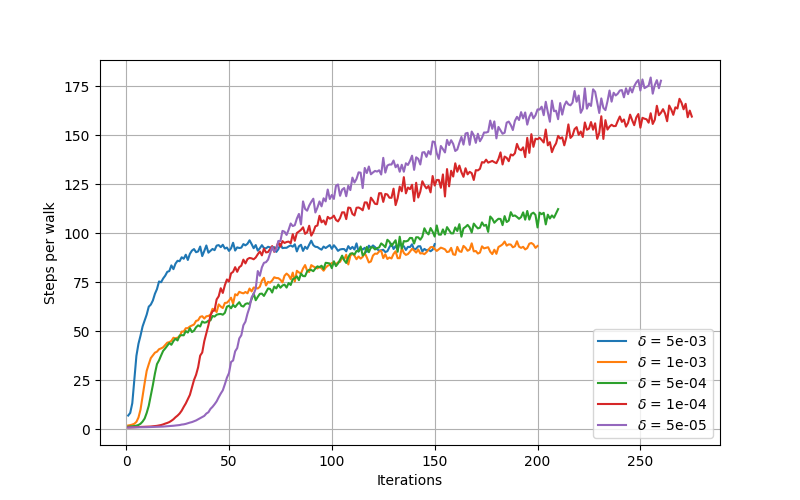 Steps per walk
175
150
125
100
75
50
25
0
0 50 100 150 200 250
Iterations
δ = 5e-03
δ = 1e-03
δ = 5e-04
δ = 1e-04
δ = 5e-05